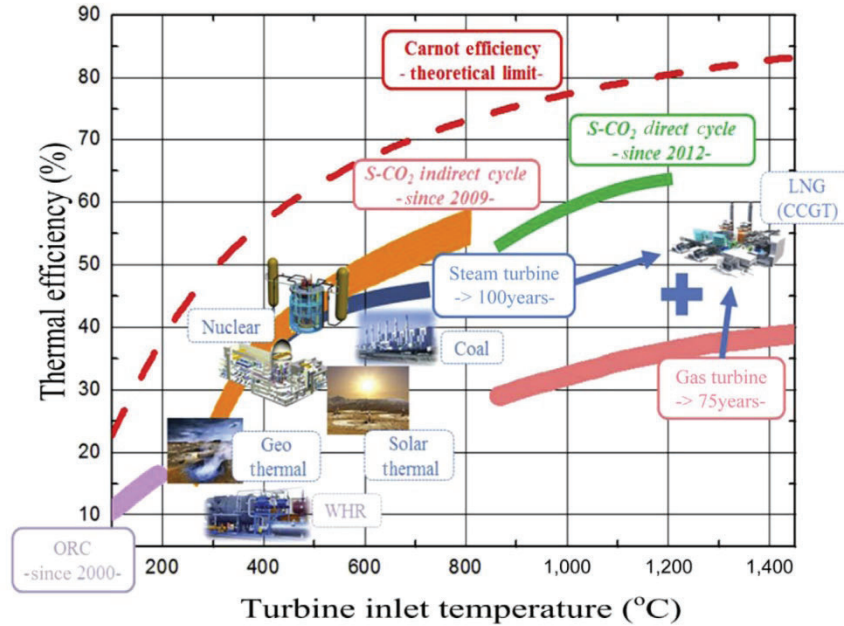 90
80
70
60
50
40
30
20
10
Thermal efficiency (%)
Carnot efficiency
- theoretical limit-
S-CO₂ direct cycle
-since 2012-
S-CO₂ indirect cycle
-since 2009-
LNG
(CCGT)
Steam turbine
-> 100years-
Nuclear
Coal
Gas turbine
-> 75years-
Geo
thermal
Solar
thermal
WHR
ORC
-since 2000-
200 400 600 800 1,000 1,200 1,400
Turbine inlet temperature (°C)